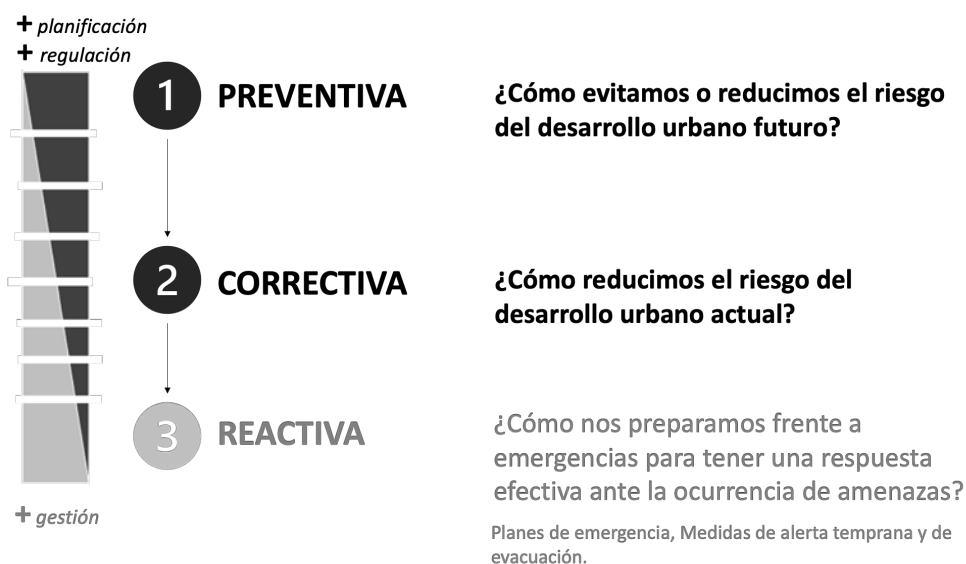 + planificación
+ regulación
1 PREVENTIVA
¿Cómo evitamos o reducimos el riesgo
del desarrollo urbano futuro?
2 CORRECTIVA
¿Cómo reducimos el riesgo del
desarrollo urbano actual?
3 REACTIVA
¿Cómo nos preparamos frente a
emergencias para tener una respuesta
efectiva ante la ocurrencia de amenazas?
Planes de emergencia, Medidas de alerta temprana y de
evacuación.
+ gestión